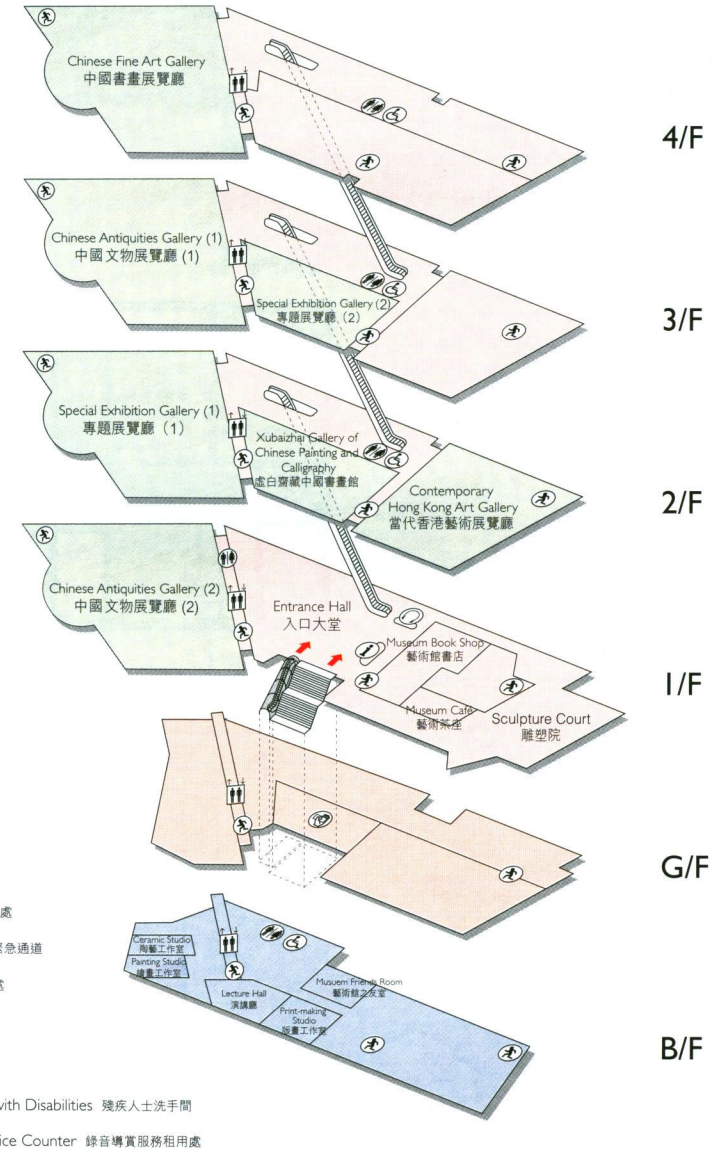 Chinese Fine Art Gallery
中國書畫展覽廳
4/F
Chinese Antiquities Gallery (1)
中國文物展覽廳 (1)
Special Exhibition Gallery (2)
專題展覽廳（2）
3/F
Special Exhibition Gallery (1)
專題展覽廳（1）
Xubaizhai Gallery of
Chinese Painting and
Calligraphy
虛白齋藏中國書畫館
Contemporary
Hong Kong Art Gallery
當代香港藝術展覽廳
2/F
Chinese Antiquities Gallery (2)
中國文物展覽廳 (2)
Entrance Hall
入口大堂
i
Museum Book Shop
藝術館書店
Museum Café
藝術茶座
Sculpture Court
雕塑院
1/F
G/F
處
緊急通道
處
Ceramic Studio
陶藝工作室
Painting Studio
繪畫工作室
Lecture Hall
演講廳
Print-making
Studio
版畫工作室
Musuem Friends Room
藝術館之友室
B/F
with Disabilities 殘疾人士洗手間
ice Counter 錄音導賞服務租用處